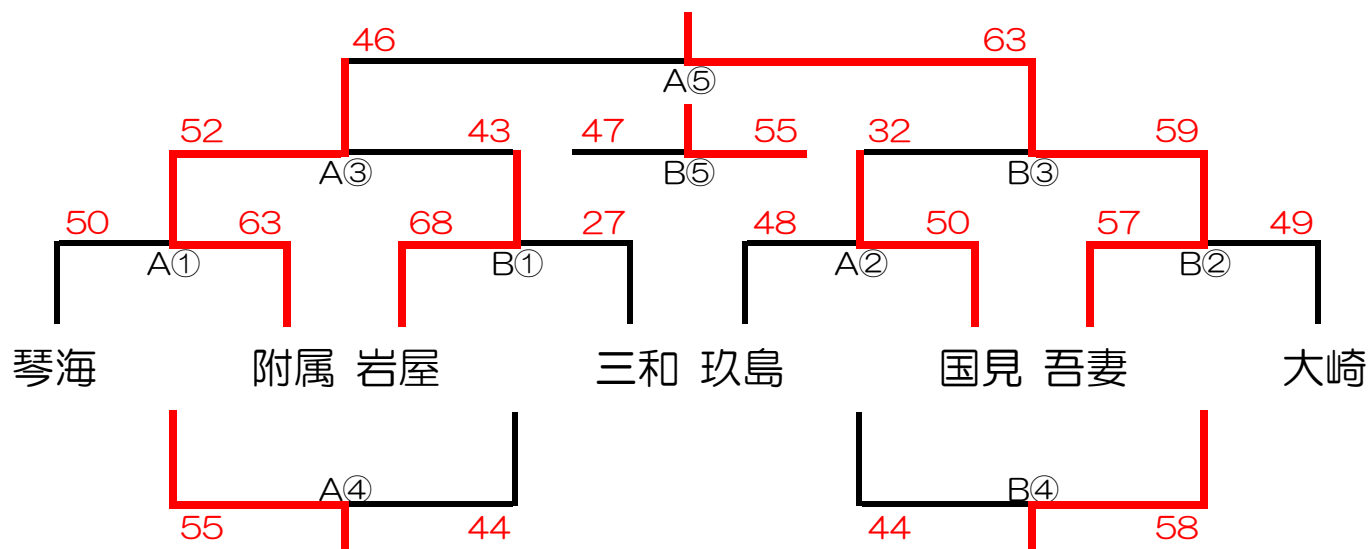 46 63
A⑤
52 43 47 55 32 59
A③ B⑤ B③
50 63 68 27 48 50 57 49
A① B① A② B②
琴海 附属 岩屋 三和 玖島 国見 吾妻 大崎
A④ B④
55 44 44 58